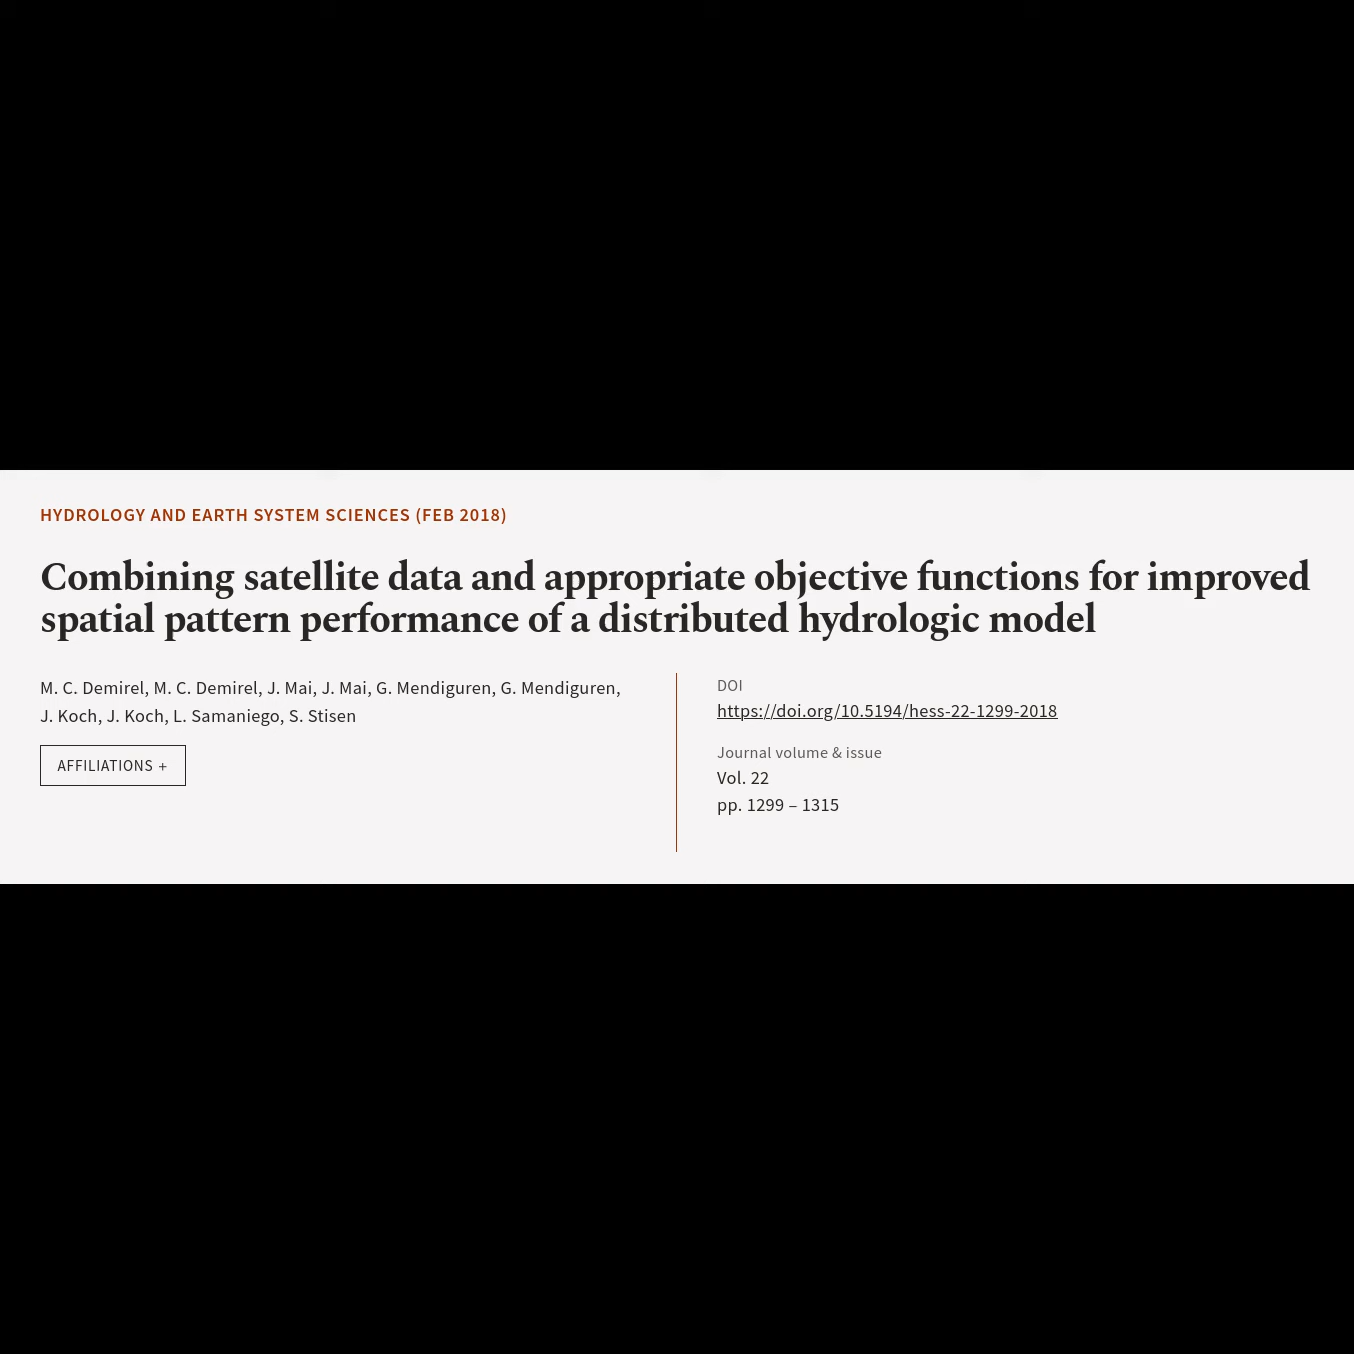 HYDROLOGY AND EARTH SYSTEM SCIENCES (FEB 2018)
Combining satellite data and appropriate objective functions for improved
spatial pattern performance of a distributed hydrologic model
M. C. Demirel, M. C. Demirel, J. Mai, J. Mai, G. Mendiguren, G. Mendiguren,
J. Koch, J. Koch, L. Samaniego, S. Stisen
AFFILIATIONS +
DOI
https://doi.org/10.5194/hess-22-1299-2018
Journal volume & issue
Vol. 22
pp. 1299 – 1315